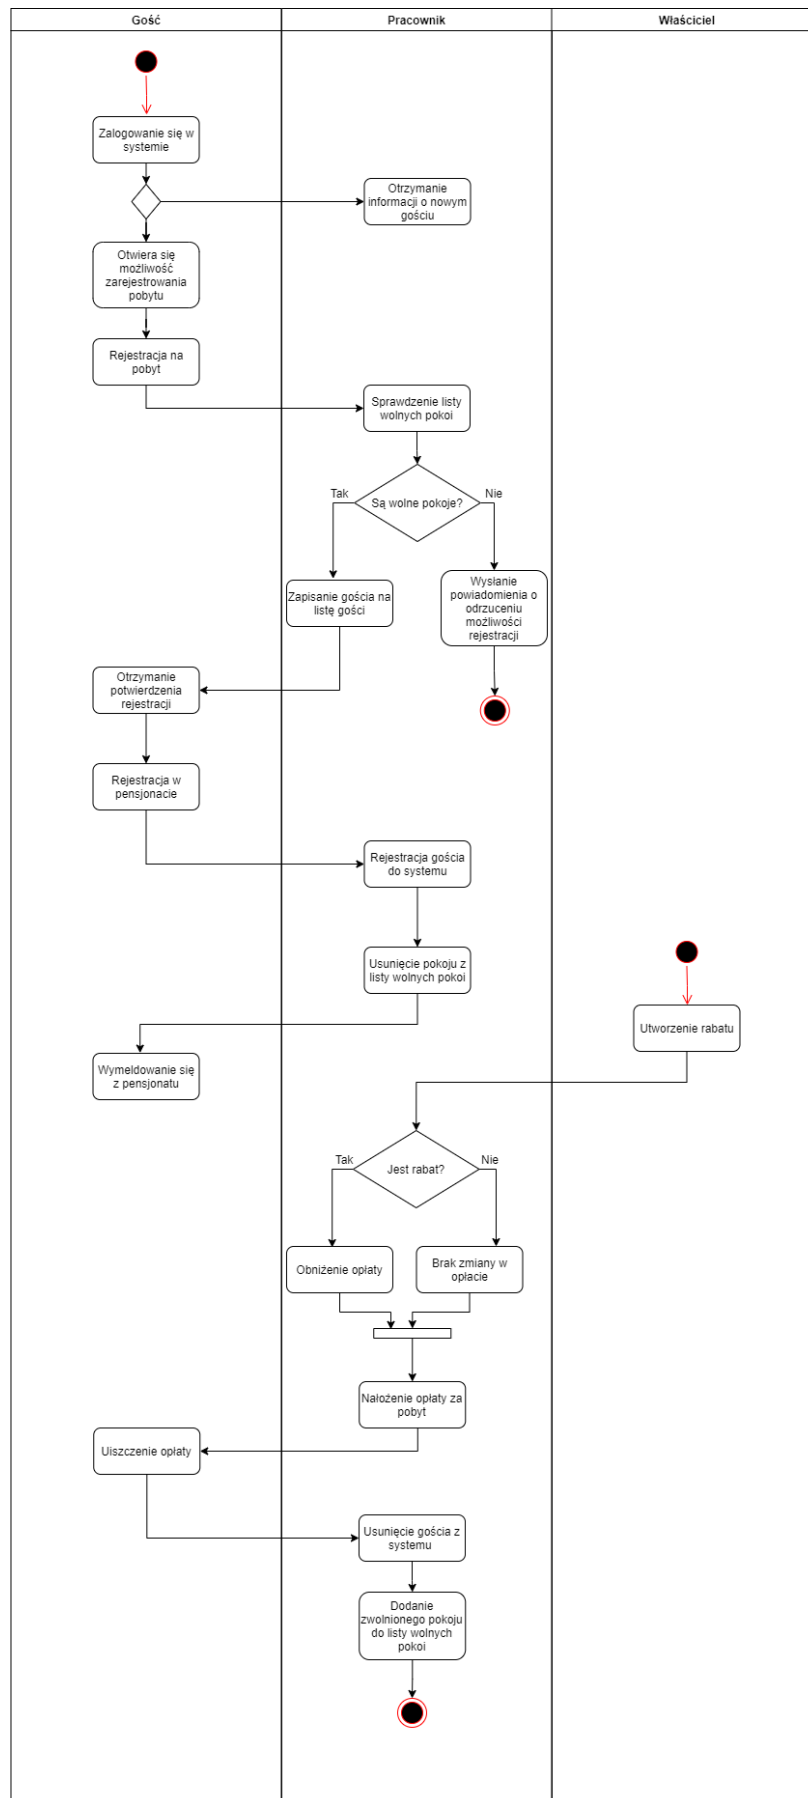 Gość
Pracownik
Właściciel
Zalogowanie się w
systemie
Otrzymanie
informacji o nowym
gościu
Otwiera się
możliwość
zarejestrowania
pobytu
Rejestracja na
pobyt
Sprawdzenie listy
wolnych pokoi
Tak
Są wolne pokoje?
Nie
Zapisanie gościa na
listę gości
Wysłanie
powiadomienia o
odrzuceniu
możliwości
rejestracji
Otrzymanie
potwierdzenia
rejestracji
Rejestracja w
pensjonacie
Rejestracja gościa
do systemu
Usunięcie pokoju z
listy wolnych pokoi
Utworzenie rabatu
Wymeldowanie się
z pensjonatu
Tak
Jest rabat?
Nie
Obniżenie opłaty
Brak zmiany w
opłacie
Nałożenie opłaty za
pobyt
Uiszczenie opłaty
Usunięcie gościa z
systemu
Dodanie
zwolnionego pokoju
do listy wolnych
pokoi